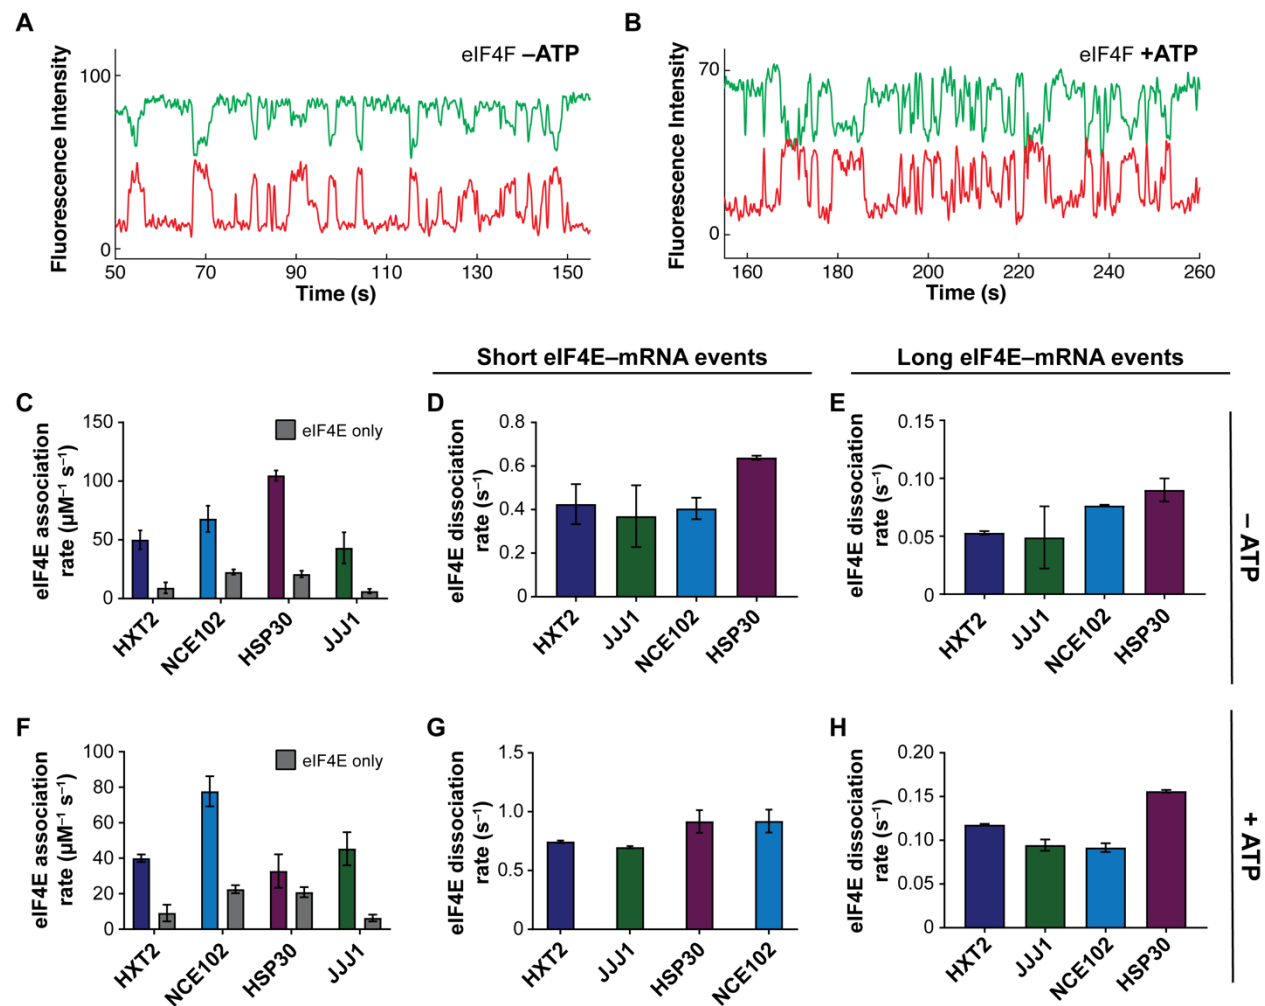 A
eIF4F –ATP
Fluorescence Intensity
100
0
50 70 90 110 130 150
Time (s)
B
eIF4F +ATP
Fluorescence Intensity
70
0
160 180 200 220 240 260
Time (s)
Short eIF4E–mRNA events
Long eIF4E–mRNA events
C
eIF4E association
rate (µM⁻¹ s⁻¹)
150
100
50
0
eIF4E only
HXT2 NCE102 HSP30 JJJ1
D
eIF4E dissociation
rate (s⁻¹)
0.8
0.6
0.4
0.2
0
HXT2 JJJ1 NCE102 HSP30
E
eIF4E dissociation
rate (s⁻¹)
0.15
0.10
0.05
0
HXT2 JJJ1 NCE102 HSP30
– ATP
F
eIF4E association
rate (µM⁻¹ s⁻¹)
100
80
60
40
20
0
eIF4E only
HXT2 NCE102 HSP30 JJJ1
G
eIF4E dissociation
rate (s⁻¹)
1.5
1.0
0.5
0
HXT2 JJJ1 HSP30 NCE102
H
eIF4E dissociation
rate (s⁻¹)
0.20
0.15
0.10
0.05
0
HXT2 JJJ1 NCE102 HSP30
+ ATP